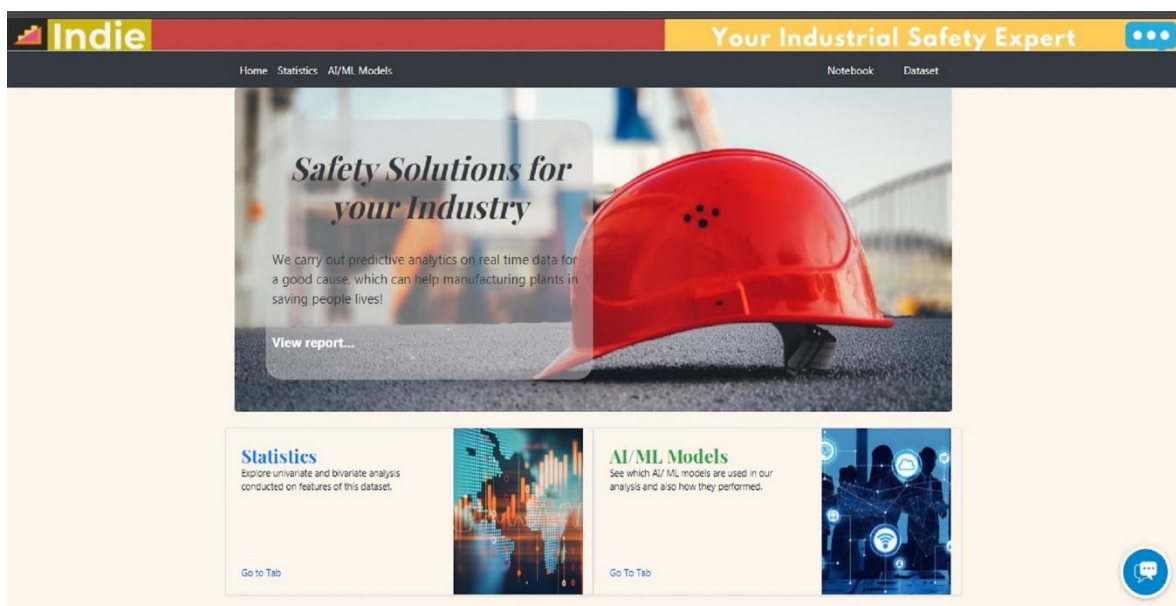 Indie
Your Industrial Safety Expert
Home Statistics AI/ML Models Notebook Dataset
Safety Solutions for
your Industry
We carry out predictive analytics on real time data for
a good cause, which can help manufacturing plants in
saving people lives!
View report...
Statistics
Explore univariate and bivariate analysis
conducted on features of this dataset.
Go to Tab
AI/ML Models
See which AI/ ML models are used in our
analysis and also how they performed.
Go To Tab